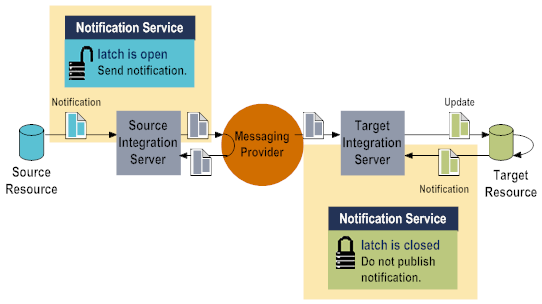 Notification Service
latch is open
Send notification.
Notification
Source
Integration
Server
Messaging
Provider
Target
Integration
Server
Update
Source
Resource
Notification
Target
Resource
Notification Service
latch is closed
Do not publish
notification.